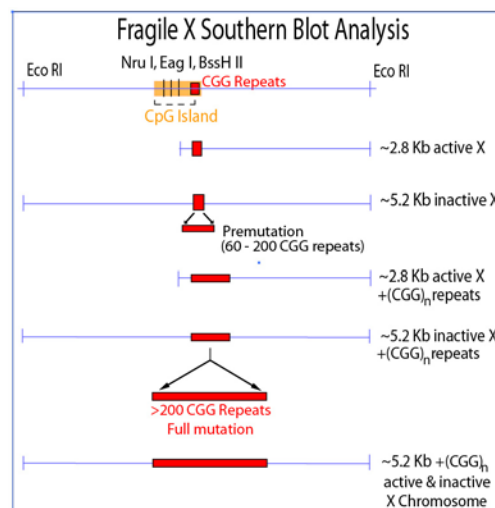 Fragile X Southern Blot Analysis
Nru I, Eag I, BssH II
Eco RI
Eco RI
CGG Repeats
CpG Island
~2.8 Kb active X
~5.2 Kb inactive X
Premutation
(60 - 200 CGG repeats)
~2.8 Kb active X
+(CGG)n repeats
~5.2 Kb inactive X
+(CGG)n repeats
>200 CGG Repeats
Full mutation
~5.2 Kb +(CGG)n
active & inactive
X Chromosome